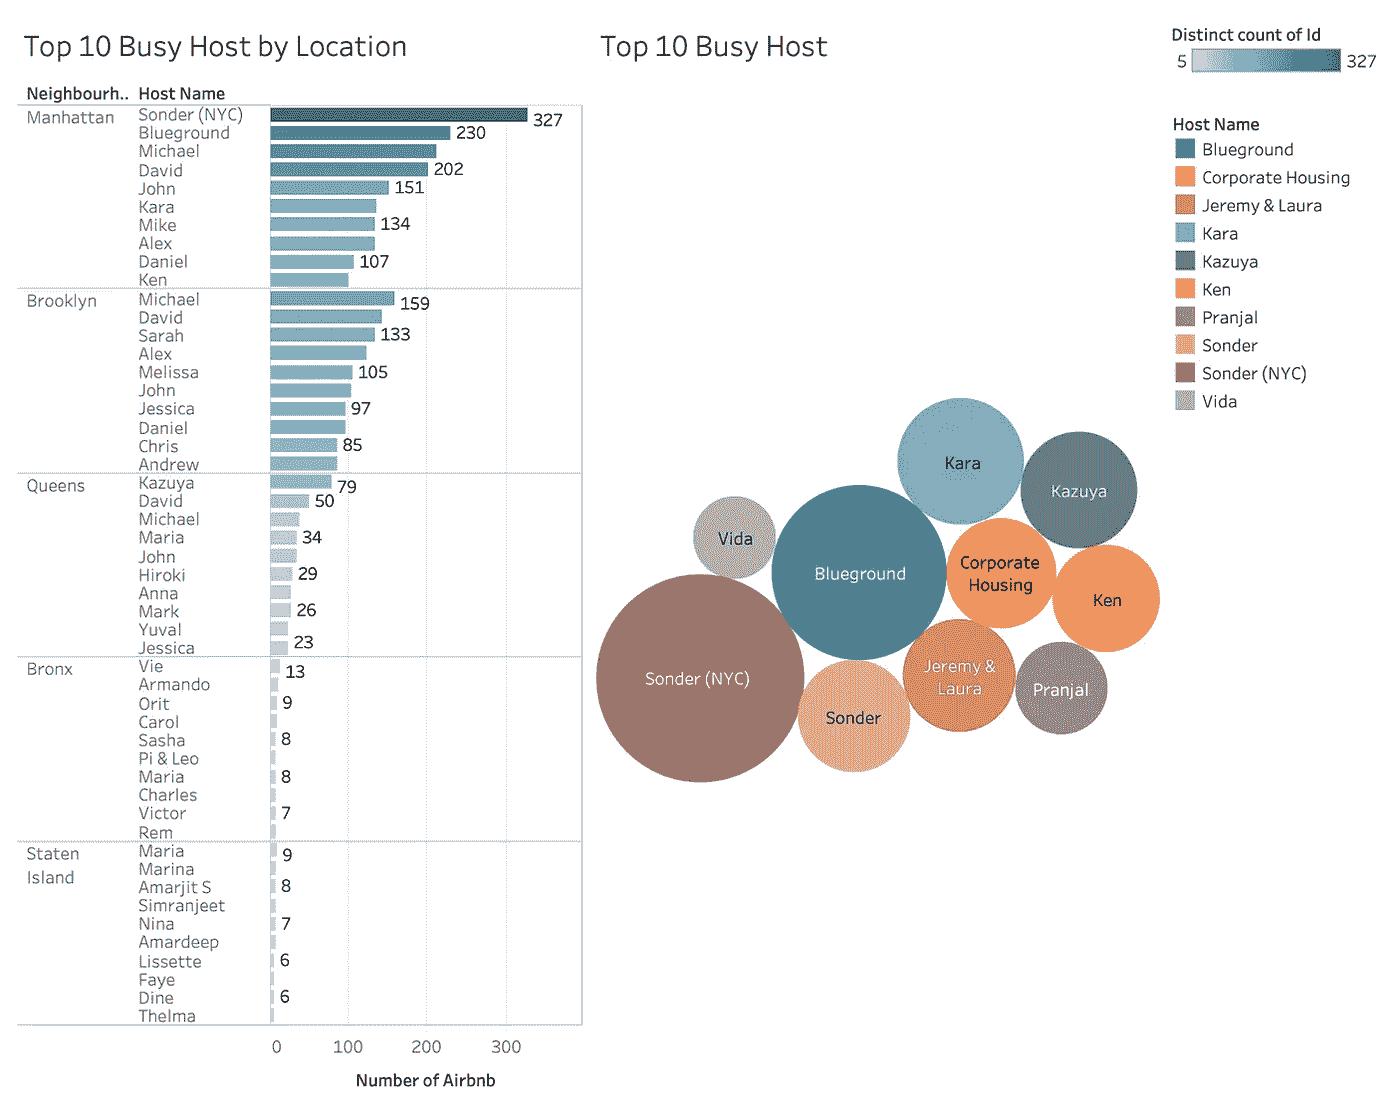 Top 10 Busy Host by Location
Neighbourh.. Host Name
Manhattan Sonder (NYC) 327
Blueground 230
Michael
David 202
John 151
Kara
Mike 134
Alex
Daniel 107
Ken
Brooklyn Michael 159
David
Sarah 133
Alex
Melissa 105
John
Jessica 97
Daniel
Chris 85
Andrew
Queens Kazuya 79
David 50
Michael
Maria 34
John
Hiroki 29
Anna
Mark 26
Yuval
Jessica 23
Bronx Vie 13
Armando
Orit 9
Carol
Sasha 8
Pi & Leo
Maria 8
Charles
Victor 7
Rem
Staten Maria 9
Island Marina
Amarjit S 8
Simranjeet
Nina 7
Amardeep
Lissette 6
Faye
Dine 6
Thelma
0 100 200 300
Number of Airbnb
Top 10 Busy Host
Kara
Kazuya
Vida
Blueground
Corporate
Housing
Ken
Sonder (NYC)
Jeremy &
Laura
Pranjal
Sonder
Distinct count of Id
5 327
Host Name
Blueground
Corporate Housing
Jeremy & Laura
Kara
Kazuya
Ken
Pranjal
Sonder
Sonder (NYC)
Vida